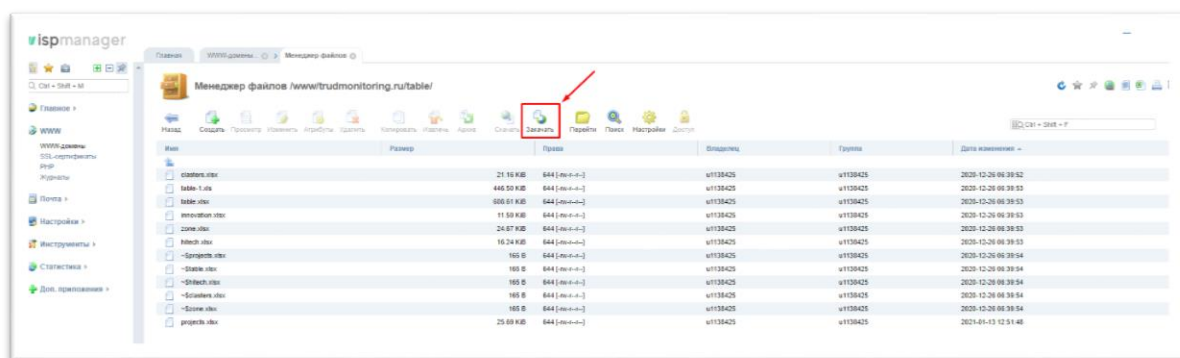 ispmanager
Главная WWW-домены... Менеджер файлов
Ctrl + Shift + M
Менеджер файлов /www/trudmonitoring.ru/table/
Главное
WWW
WWW-домены
SSL-сертификаты
PHP
Журналы
Почта
Настройки
Инструменты
Статистика
Доп. приложения
Назад Создать Просмотр Изменить Атрибуты Удалить Копировать Извлечь Архив Скачать Закачать Перейти Поиск Настройки Доступ
Ctrl + Shift + F
Имя Размер Права Владелец Группа Дата изменения
clasters.xlsx 21.16 KiB 644 [-rw-r--r--] u1138425 u1138425 2020-12-26 06:39:52
table-1.xls 446.50 KiB 644 [-rw-r--r--] u1138425 u1138425 2020-12-26 06:39:53
table.xlsx 606.61 KiB 644 [-rw-r--r--] u1138425 u1138425 2020-12-26 06:39:53
innovation.xlsx 11.59 KiB 644 [-rw-r--r--] u1138425 u1138425 2020-12-26 06:39:53
zone.xlsx 24.67 KiB 644 [-rw-r--r--] u1138425 u1138425 2020-12-26 06:39:53
hitech.xlsx 16.24 KiB 644 [-rw-r--r--] u1138425 u1138425 2020-12-26 06:39:53
~$projects.xlsx 165 B 644 [-rw-r--r--] u1138425 u1138425 2020-12-26 06:39:54
~$table.xlsx 165 B 644 [-rw-r--r--] u1138425 u1138425 2020-12-26 06:39:54
~$hitech.xlsx 165 B 644 [-rw-r--r--] u1138425 u1138425 2020-12-26 06:39:54
~$clasters.xlsx 165 B 644 [-rw-r--r--] u1138425 u1138425 2020-12-26 06:39:54
~$zone.xlsx 165 B 644 [-rw-r--r--] u1138425 u1138425 2020-12-26 06:39:54
projects.xlsx 25.69 KiB 644 [-rw-r--r--] u1138425 u1138425 2021-01-13 12:51:46